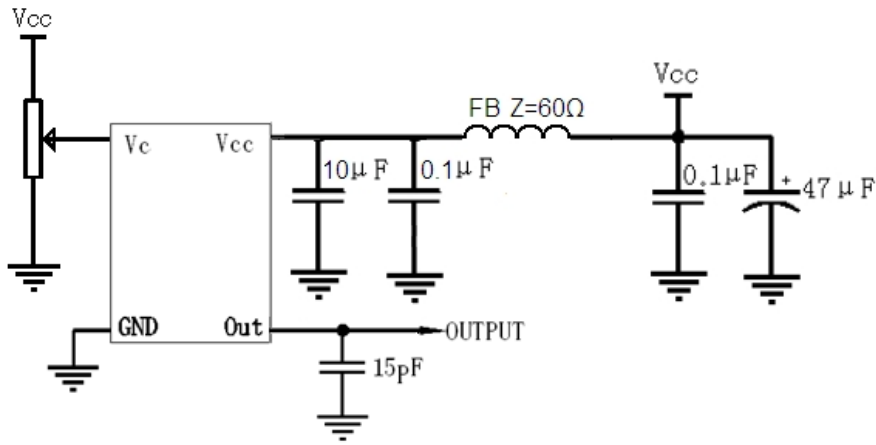 Vcc
Vc
Vcc
10μF
0.1μF
FB Z=60Ω
Vcc
0.1μF
+
47μF
GND
Out
OUTPUT
15pF